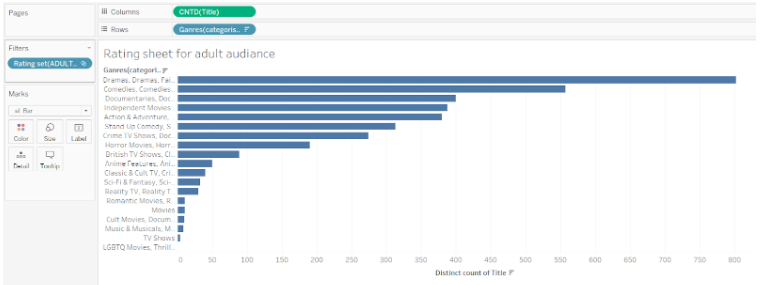 Pages
Columns
CNTD(Title)
Rows
Ganres(categoris..
Filters
Rating set(ADULT...
Marks
Bar
Color
Size
Label
Detail
Tooltip
Rating sheet for adult audiance
Ganres(categori..
Dramas, Dramas, Fai..
Comedies, Comedies..
Documentaries, Doc..
Independent Movies..
Action & Adventure,..
Stand Up Comedy, S..
Crime TV Shows, Doc..
Horror Movies, Horr..
British TV Shows, Cl..
Anime Features, Ani..
Classic & Cult TV, Cri..
Sci-Fi & Fantasy, Sci-..
Reality TV, Reality T..
Romantic Movies, R..
Movies
Cult Movies, Docum..
Music & Musicals, M..
TV Shows
LGBTQ Movies, Thrill..
0 50 100 150 200 250 300 350 400 450 500 550 600 650 700 750 800
Distinct count of Title